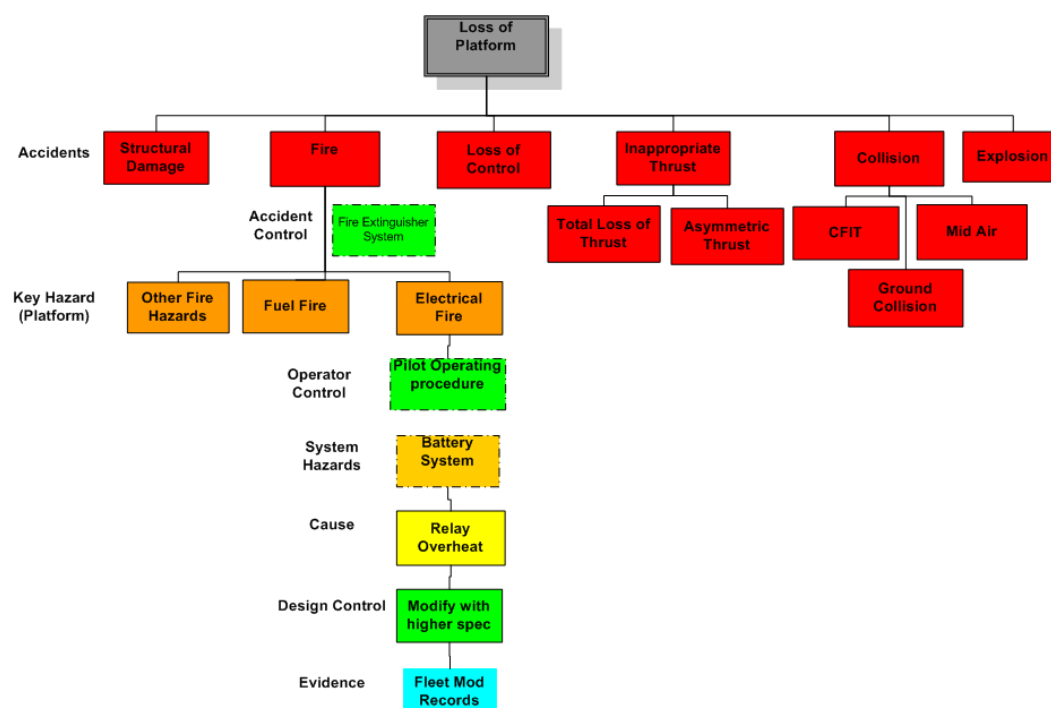 Loss of
Platform
Accidents
Structural
Damage
Fire
Loss of
Control
Inappropriate
Thrust
Collision
Explosion
Accident
Control
Fire Extinguisher
System
Total Loss of
Thrust
Asymmetric
Thrust
CFIT
Mid Air
Ground
Collision
Key Hazard
(Platform)
Other Fire
Hazards
Fuel Fire
Electrical
Fire
Operator
Control
Pilot Operating
procedure
System
Hazards
Battery
System
Cause
Relay
Overheat
Design Control
Modify with
higher spec
Evidence
Fleet Mod
Records